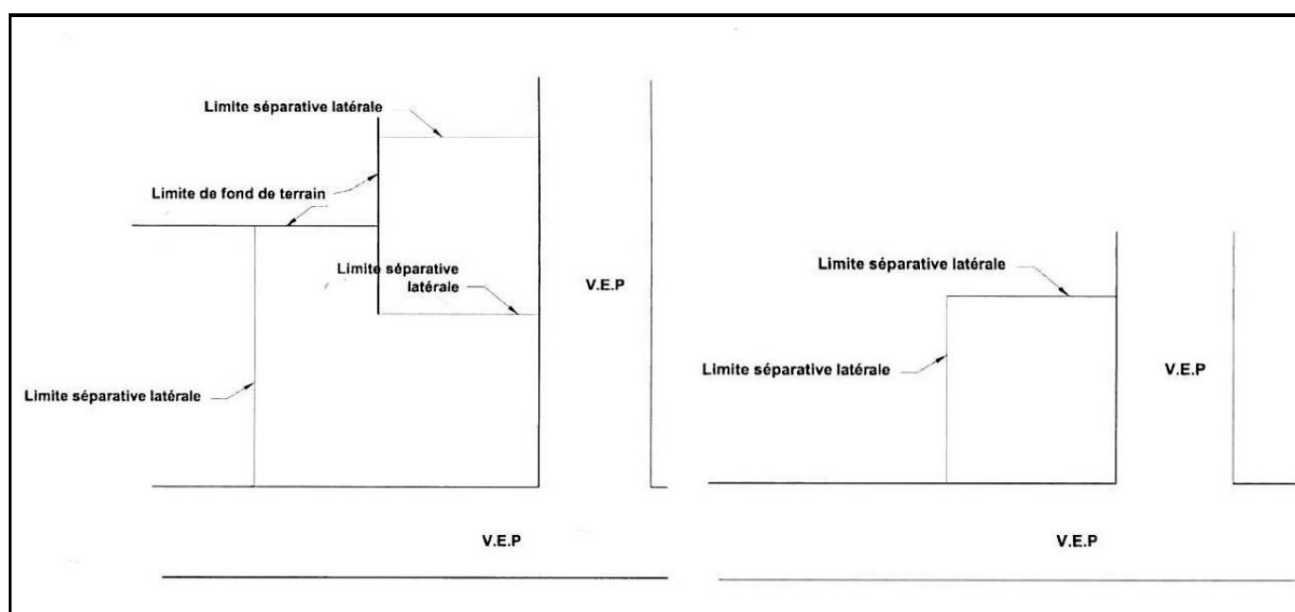 Limite séparative latérale
Limite de fond de terrain
Limite séparative
latérale
V.E.P
Limite séparative latérale
V.E.P
Limite séparative latérale
Limite séparative latérale
V.E.P
V.E.P